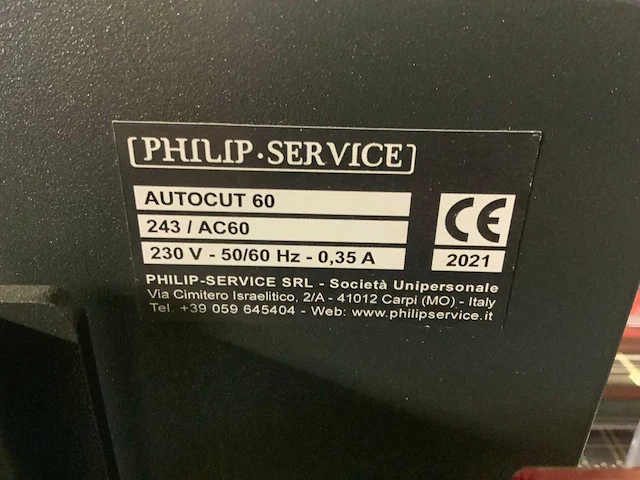 [PHILIP·SERVICE]
AUTOCUT 60
243 / AC60
230 V - 50/60 Hz - 0,35 A
CE
2021
PHILIP-SERVICE SRL - Società Unipersonale
Via Cimitero Israelitico, 2/A - 41012 Carpi (MO) - Italy
Tel. +39 059 645404 - Web: www.philipservice.it